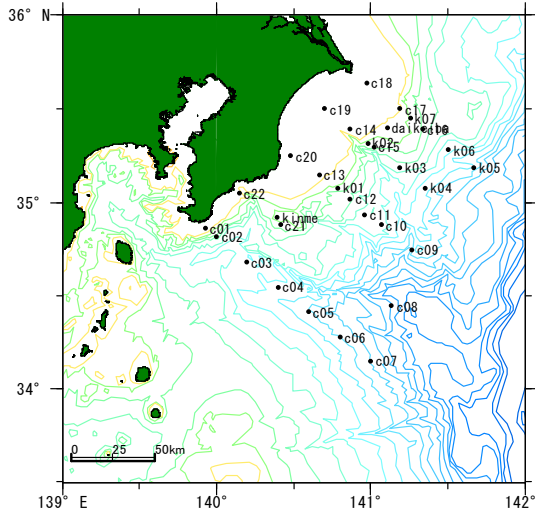 36° N
c18
c19
c17
k07
c14
daikoku
c16
k02
c15
k06
c20
k03
k05
c13
k01
k04
c22
c12
c11
kinme
c21
c10
c01
c02
35°
c09
c03
c04
c08
c05
c06
c07
34°
0 25 50km
139° E 140° 141° 142°